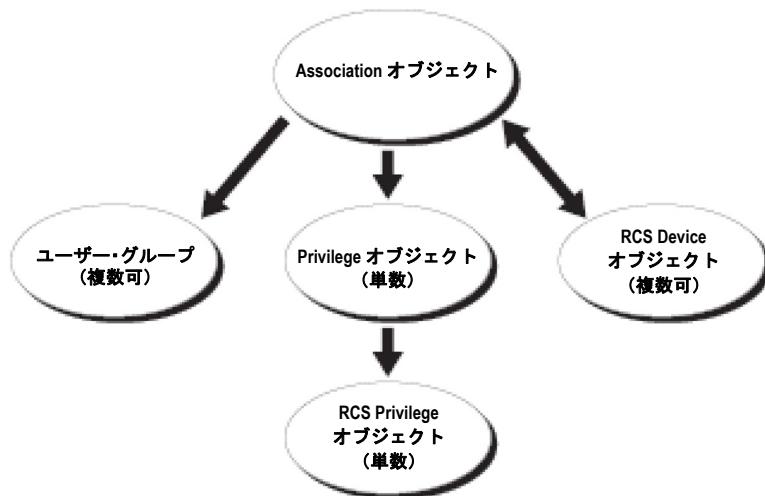 Association オブジェクト
ユーザー・グループ
（複数可）
Privilege オブジェクト
（単数）
RCS Device
オブジェクト
（複数可）
RCS Privilege
オブジェクト
（単数）